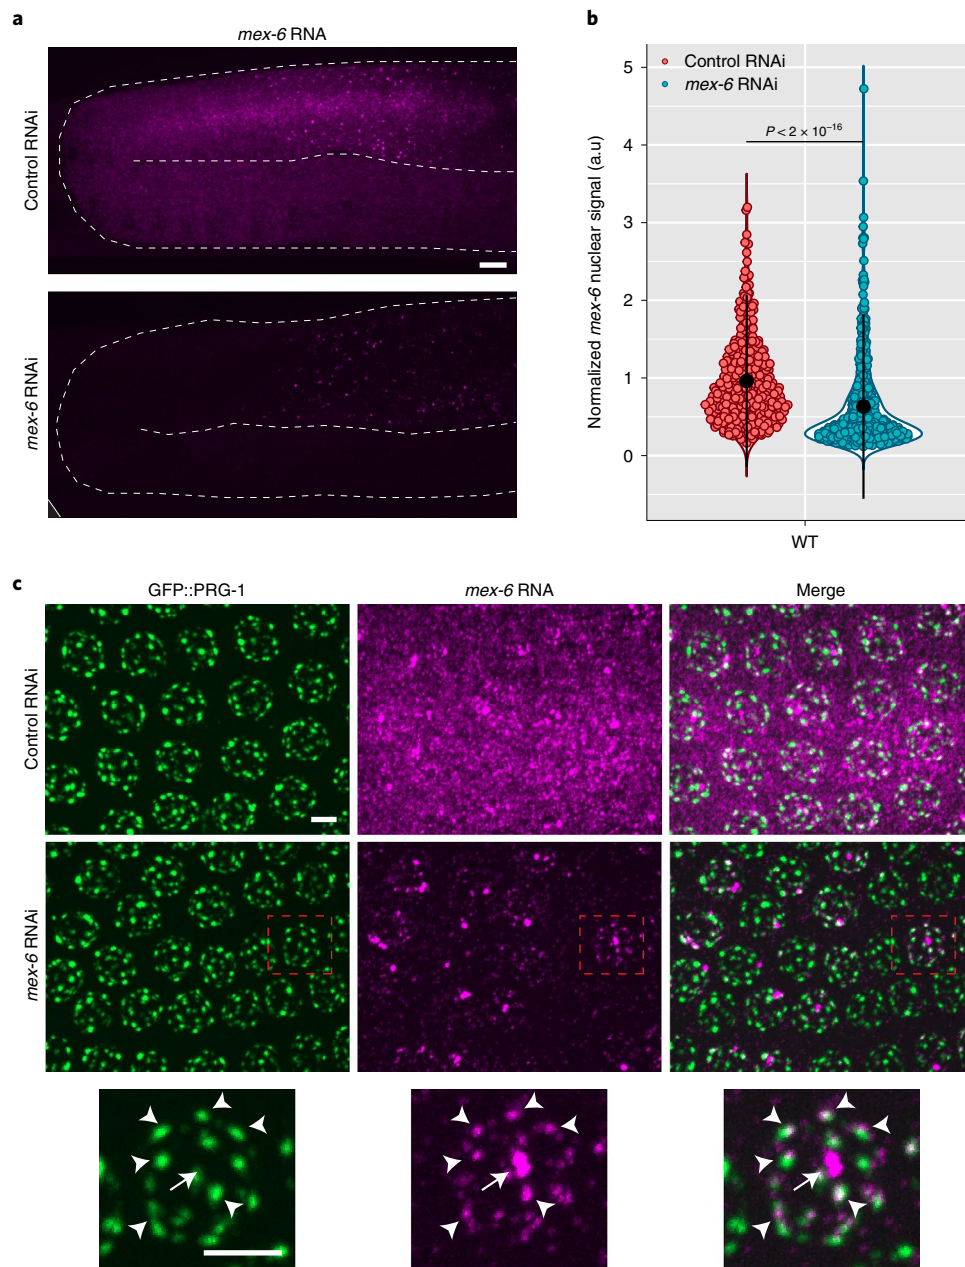 a
mex-6 RNA
Control RNAi
mex-6 RNAi
b
Normalized mex-6 nuclear signal (a.u)
5
4
3
2
1
0
Control RNAi
mex-6 RNAi
P < 2 × 10⁻¹⁶
WT
c
GFP::PRG-1
mex-6 RNA
Merge
Control RNAi
mex-6 RNAi